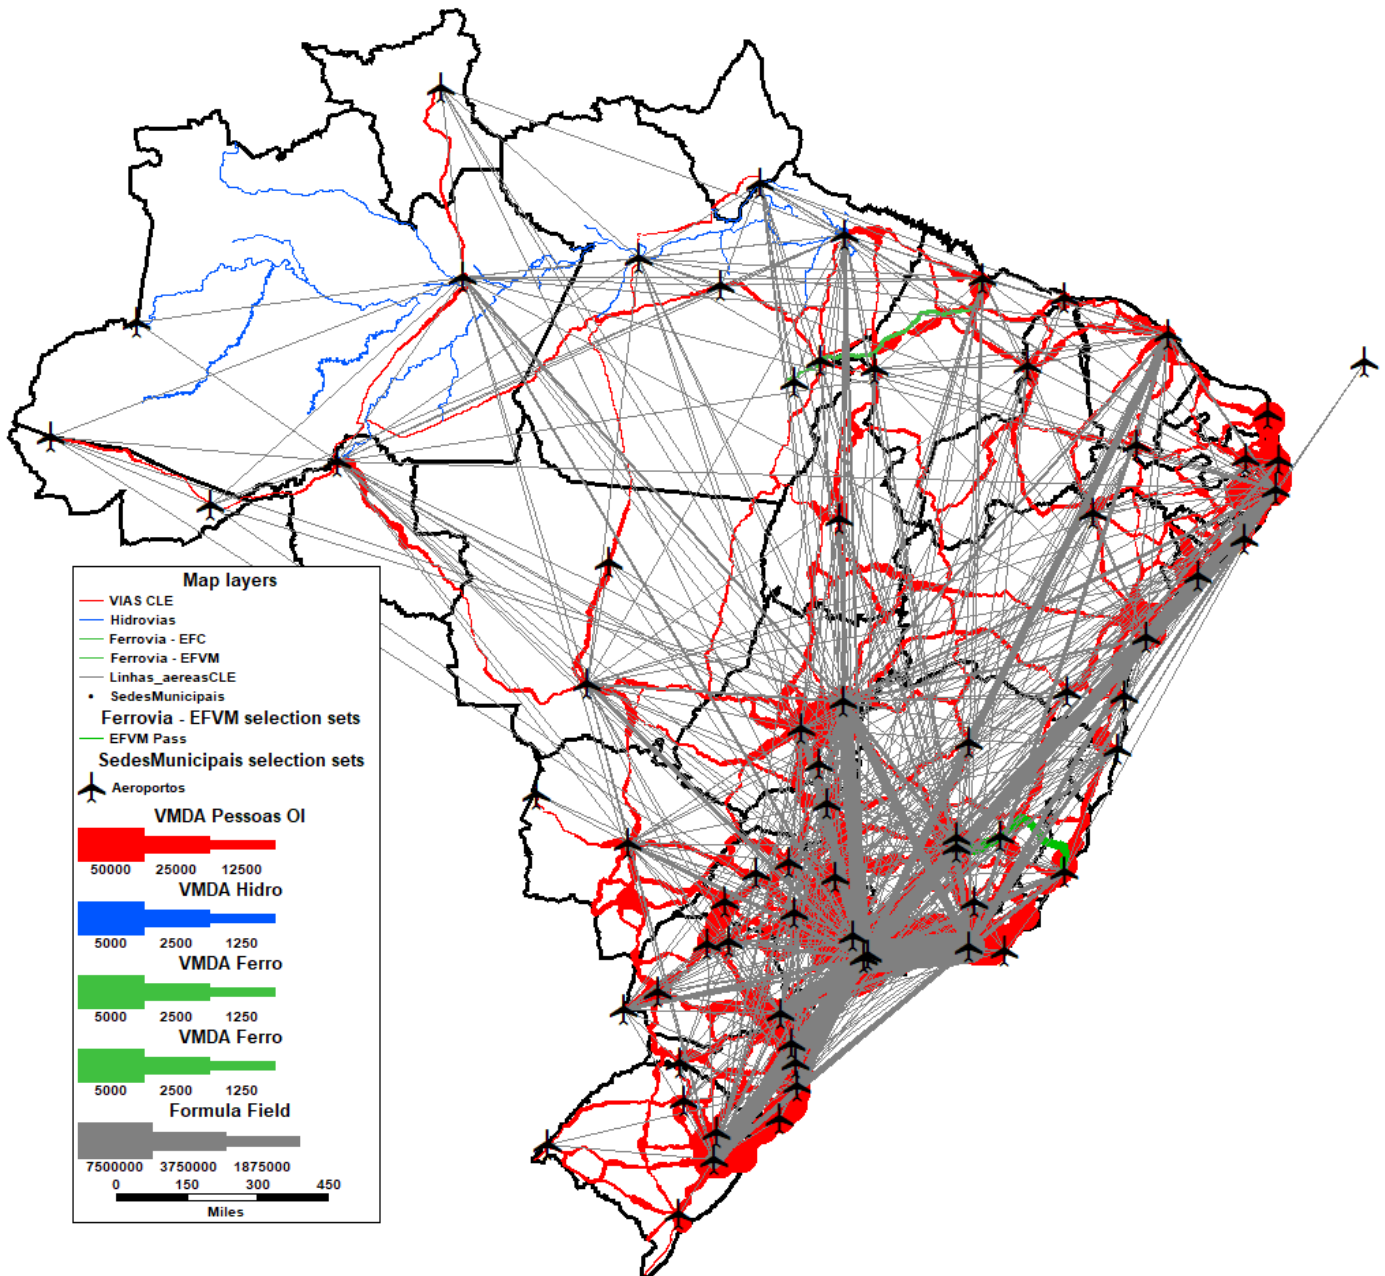 Map layers
VIAS CLE
Hidrovias
Ferrovia - EFC
Ferrovia - EFVM
Linhas_aereasCLE
SedesMunicipais
Ferrovia - EFVM selection sets
EFVM Pass
SedesMunicipais selection sets
Aeroportos
VMDA Pessoas OI
50000 25000 12500
VMDA Hidro
5000 2500 1250
VMDA Ferro
5000 2500 1250
VMDA Ferro
5000 2500 1250
Formula Field
7500000 3750000 1875000
0 150 300 450
Miles